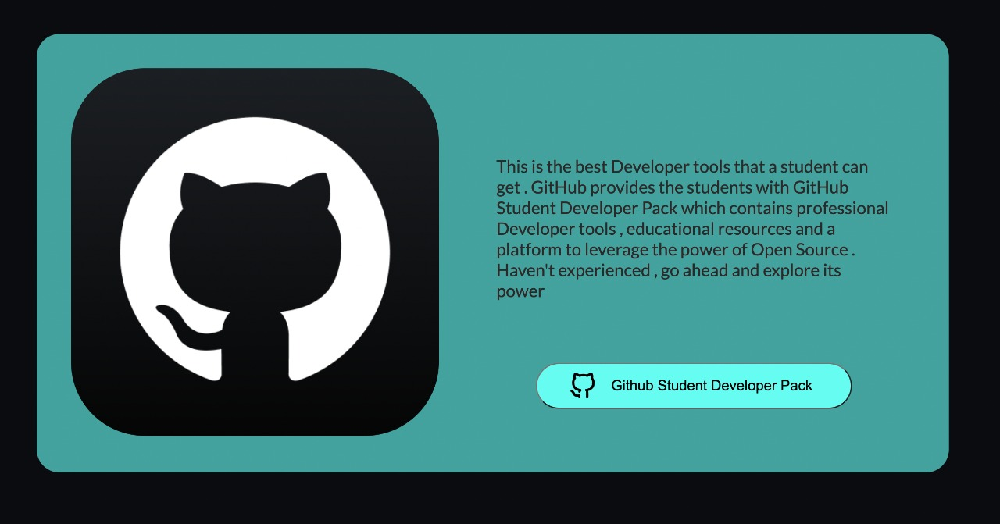 This is the best Developer tools that a student can
get . GitHub provides the students with GitHub
Student Developer Pack which contains professional
Developer tools , educational resources and a
platform to leverage the power of Open Source .
Haven't experienced , go ahead and explore its
power
Github Student Developer Pack